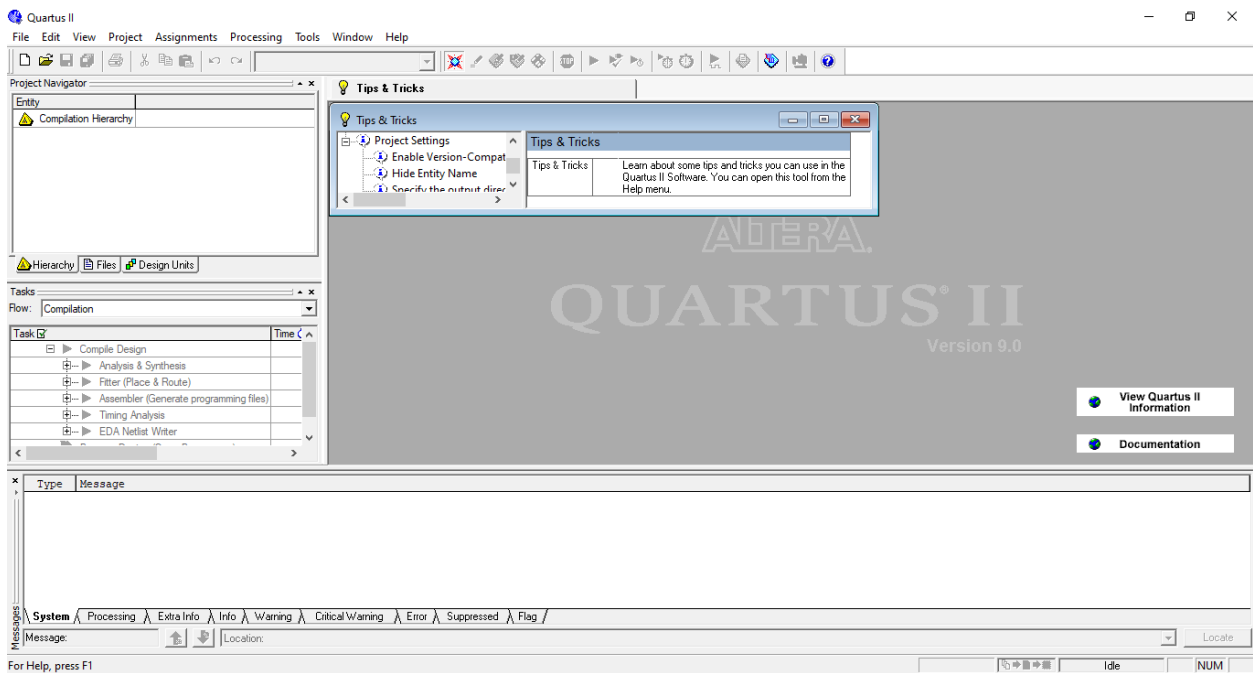 Quartus II
File Edit View Project Assignments Processing Tools Window Help
Project Navigator
Entity
Compilation Hierarchy
Hierarchy Files Design Units
Tasks
Flow: Compilation
Task Time
Compile Design
Analysis & Synthesis
Fitter (Place & Route)
Assembler (Generate programming files)
Timing Analysis
EDA Netlist Writer
Tips & Tricks
Tips & Tricks
Project Settings
Enable Version-Compat
Hide Entity Name
Specify the output direc
Tips & Tricks
Tips & Tricks
Learn about some tips and tricks you can use in the
Quartus II Software. You can open this tool from the
Help menu.
STOP
ALTERA.
QUARTUS® II
Version 9.0
View Quartus II
Information
Documentation
Type Message
System Processing Extra Info Info Warning Critical Warning Error Suppressed Flag
Messages
Message: Location: Locate
For Help, press F1 Idle NUM